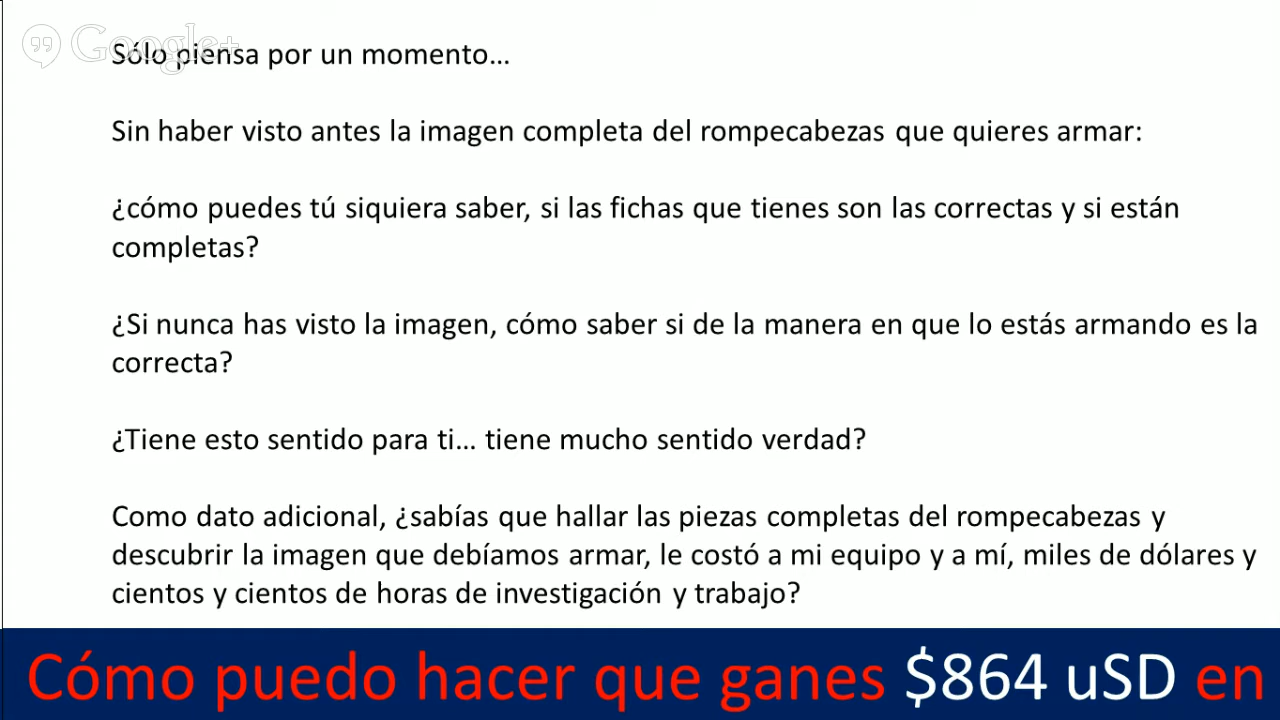 Google+
Sólo piensa por un momento...
Sin haber visto antes la imagen completa del rompecabezas que quieres armar:
¿cómo puedes tú siquiera saber, si las fichas que tienes son las correctas y si están
completas?
¿Si nunca has visto la imagen, cómo saber si de la manera en que lo estás armando es la
correcta?
¿Tiene esto sentido para ti... tiene mucho sentido verdad?
Como dato adicional, ¿sabías que hallar las piezas completas del rompecabezas y
descubrir la imagen que debíamos armar, le costó a mi equipo y a mí, miles de dólares y
cientos y cientos de horas de investigación y trabajo?
Cómo puedo hacer que ganes $864 uSD en